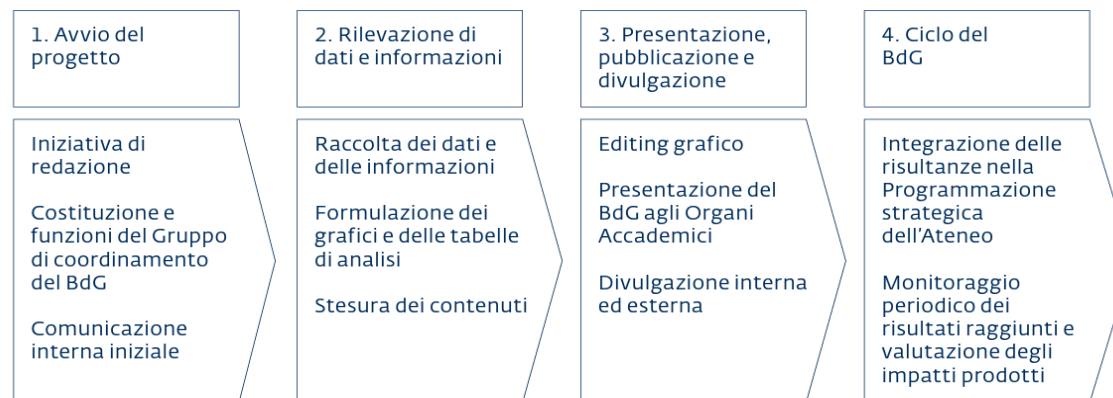 1. Avvio del
progetto
2. Rilevazione di
dati e informazioni
3. Presentazione,
pubblicazione e
divulgazione
4. Ciclo del
BdG
Iniziativa di
redazione
Costituzione e
funzioni del Gruppo
di coordinamento
del BdG
Comunicazione
interna iniziale
Raccolta dei dati e
delle informazioni
Formulazione dei
grafici e delle tabelle
di analisi
Stesura dei contenuti
Editing grafico
Presentazione del
BdG agli Organi
Accademici
Divulgazione interna
ed esterna
Integrazione delle
risultanze nella
Programmazione
strategica
dell'Ateneo
Monitoraggio
periodico dei
risultati raggiunti e
valutazione degli
impatti prodotti